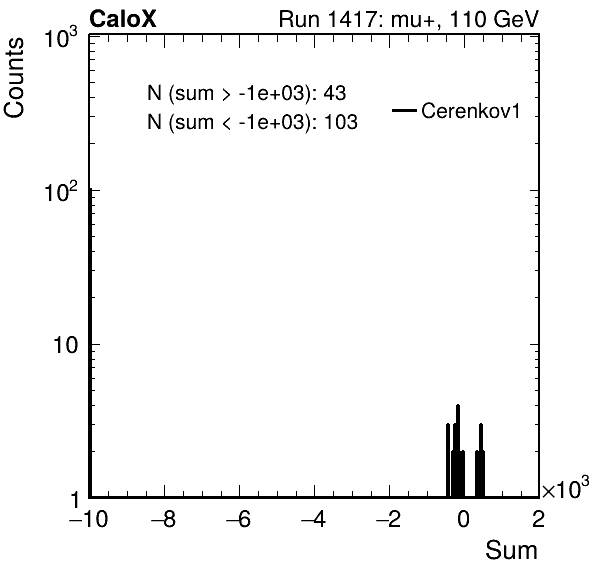 CaloX Run 1417: mu+, 110 GeV
Counts
10³
N (sum > -1e+03): 43
N (sum < -1e+03): 103
Cerenkov1
10²
10
1
−10 −8 −6 −4 −2 0 2
×10³
Sum